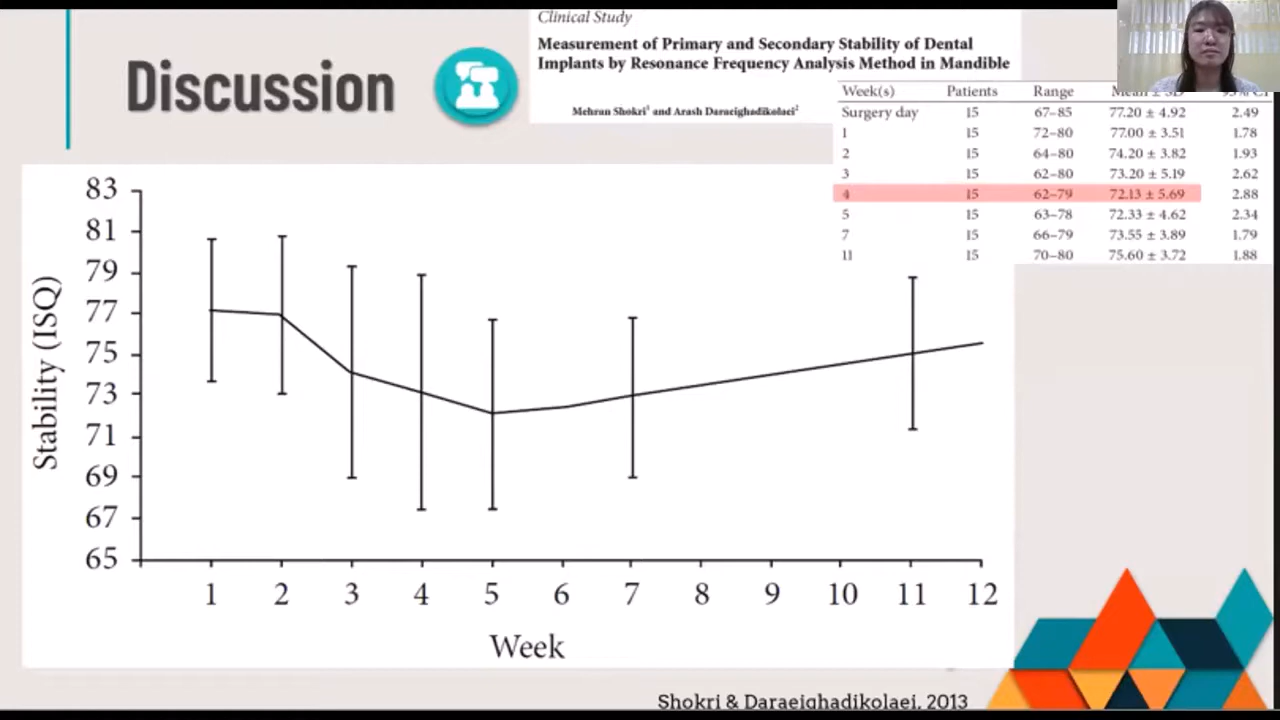 Discussion
Clinical Study
Measurement of Primary and Secondary Stability of Dental
Implants by Resonance Frequency Analysis Method in Mandible
Mehran Shokri¹ and Arash Daraeighadikolaei²
Week(s) Patients Range Mean ± SD 95% CI
Surgery day 15 67–85 77.20 ± 4.92 2.49
1 15 72–80 77.00 ± 3.51 1.78
2 15 64–80 74.20 ± 3.82 1.93
3 15 62–80 73.20 ± 5.19 2.62
4 15 62–79 72.13 ± 5.69 2.88
5 15 63–78 72.33 ± 4.62 2.34
7 15 66–79 73.55 ± 3.89 1.79
11 15 70–80 75.60 ± 3.72 1.88
Stability (ISQ)
83
81
79
77
75
73
71
69
67
65
1 2 3 4 5 6 7 8 9 10 11 12
Week
Shokri & Daraeighadikolaei, 2013